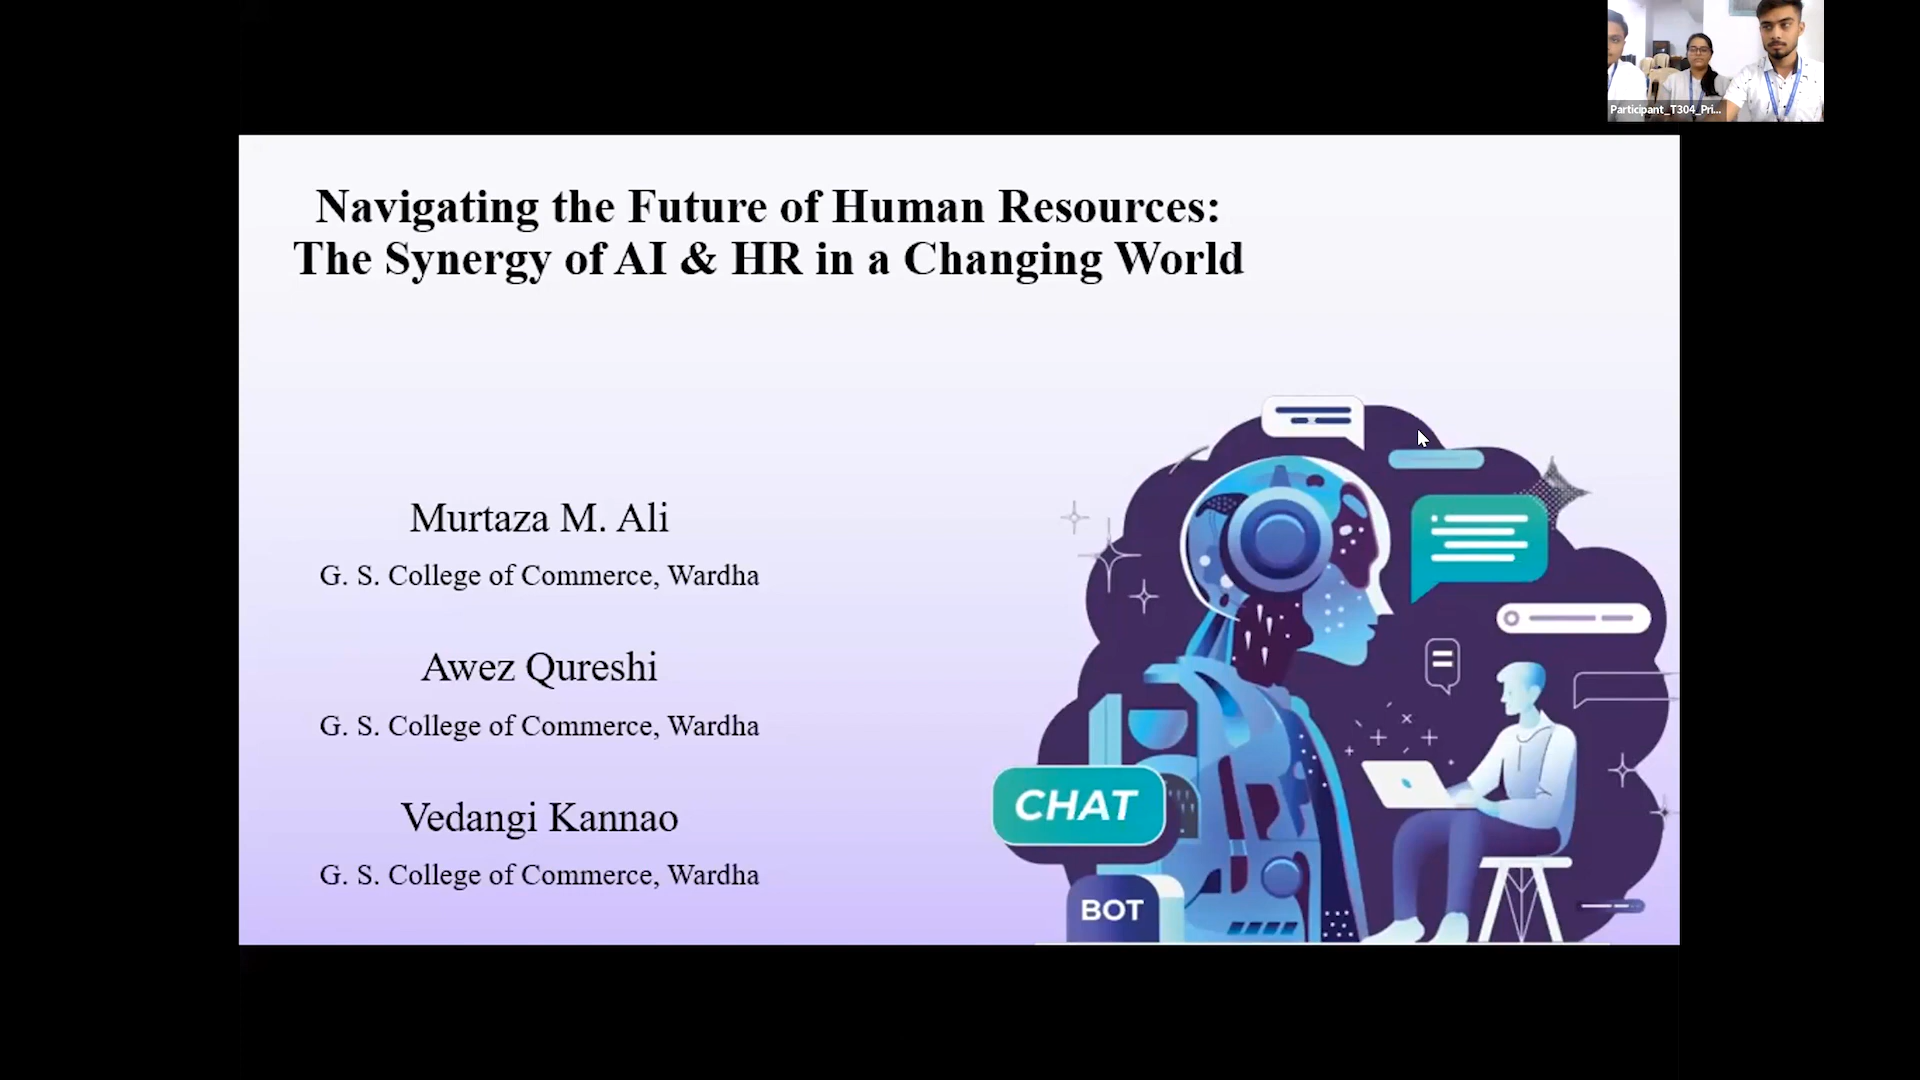 Participant_T304_Pri...
Navigating the Future of Human Resources:
The Synergy of AI & HR in a Changing World
Murtaza M. Ali
G. S. College of Commerce, Wardha
Awez Qureshi
G. S. College of Commerce, Wardha
Vedangi Kannao
G. S. College of Commerce, Wardha
CHAT
BOT